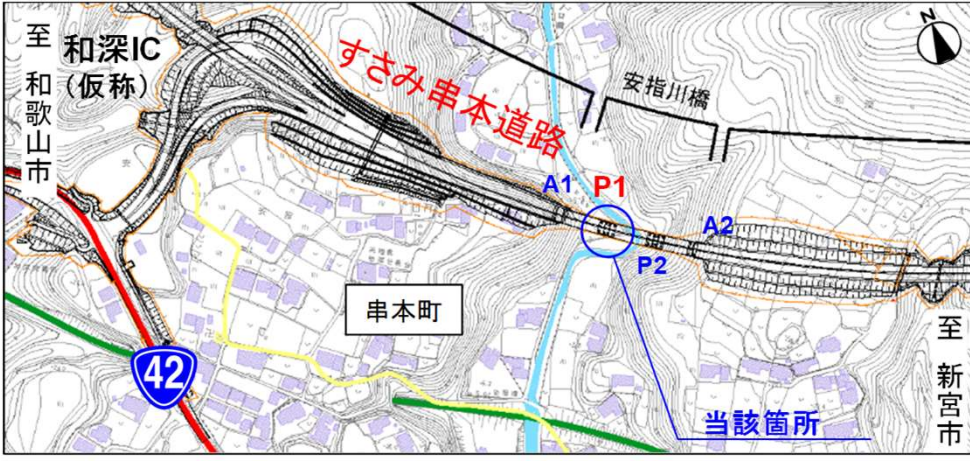 至 和歌山市
和深IC
(仮称)
すさみ串本道路
安指川橋
N
A1
P1
P2
A2
串本町
42
当該箇所
至 新宮市